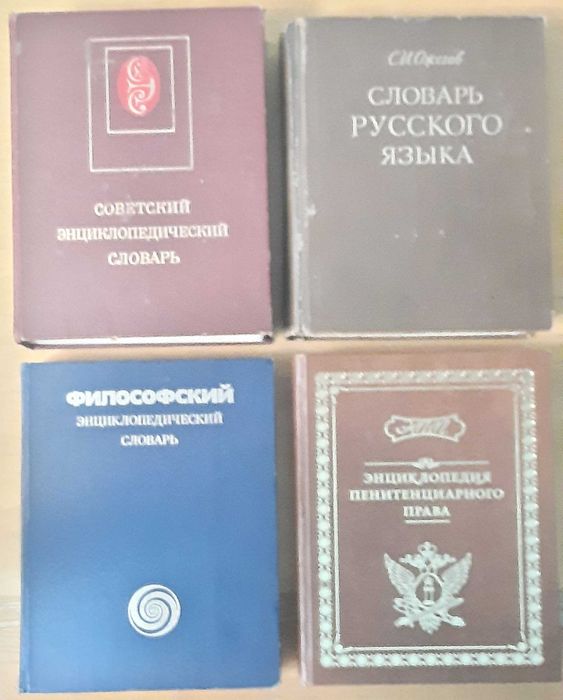 СОВЕТСКИЙ
ЭНЦИКЛОПЕДИЧЕСКИЙ
СЛОВАРЬ
С.И.Ожегов
СЛОВАРЬ
РУССКОГО
ЯЗЫКА
ФИЛОСОФСКИЙ
ЭНЦИКЛОПЕДИЧЕСКИЙ
СЛОВАРЬ
ЭНЦИКЛОПЕДИЯ
ПЕНИТЕНЦИАРНОГО
ПРАВА